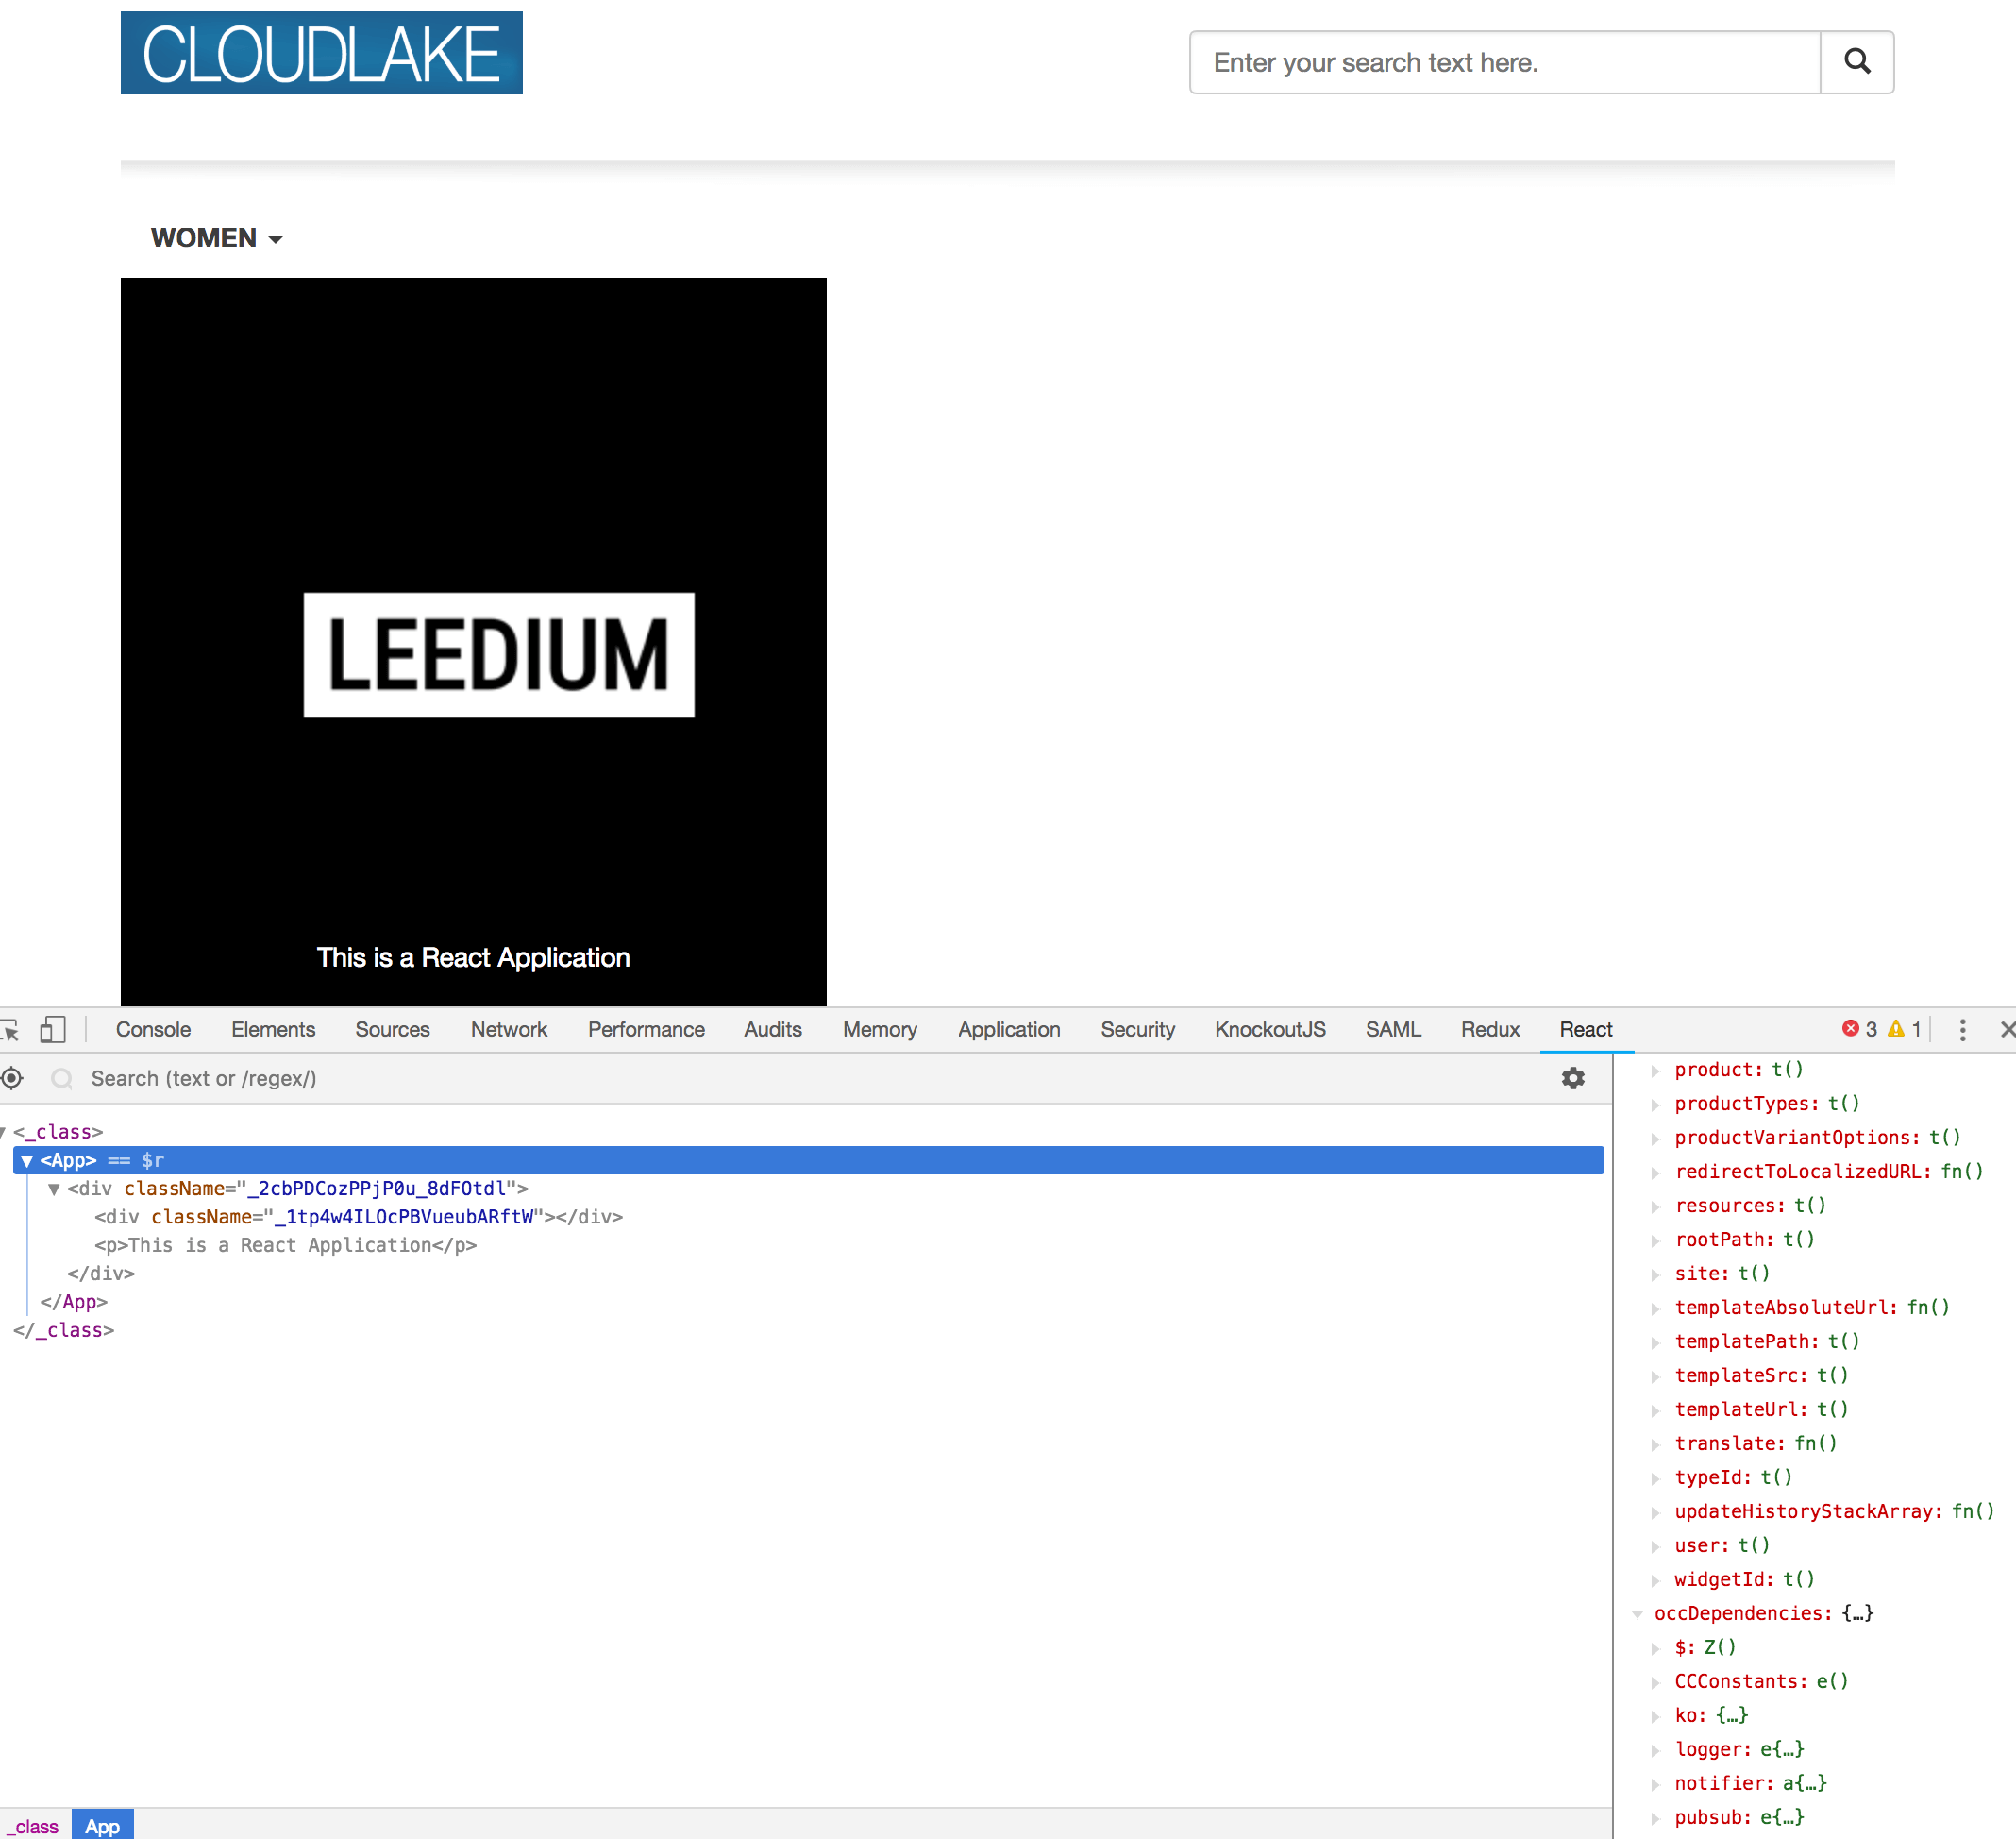 CLOUDLAKE
Enter your search text here.
WOMEN
LEEDIUM
This is a React Application
Console Elements Sources Network Performance Audits Memory Application Security KnockoutJS SAML Redux React 3 1
Search (text or /regex/)
<_class>
<App> == $r
<div className="_2cbPDCozPPjP0u_8dFOtdl">
<div className="_1tp4w4ILOcPBVueubARftW"></div>
<p>This is a React Application</p>
</div>
</App>
</_class>
_class App
product: t()
productTypes: t()
productVariantOptions: t()
redirectToLocalizedURL: fn()
resources: t()
rootPath: t()
site: t()
templateAbsoluteUrl: fn()
templatePath: t()
templateSrc: t()
templateUrl: t()
translate: fn()
typeId: t()
updateHistoryStackArray: fn()
user: t()
widgetId: t()
occDependencies: {…}
$: Z()
CCConstants: e()
ko: {…}
logger: e{…}
notifier: a{…}
pubsub: e{…}